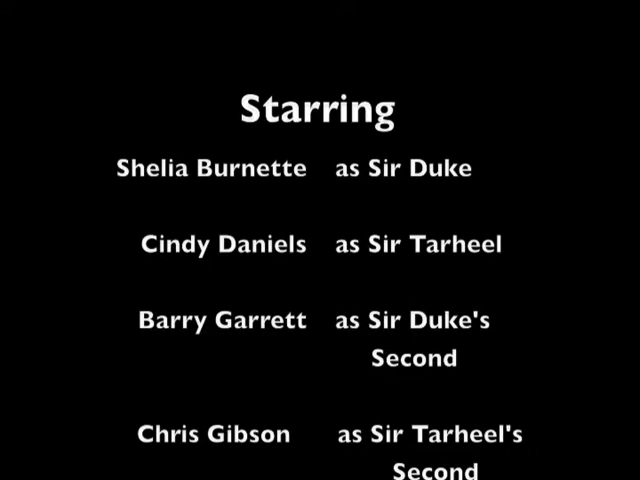 Starring
Shelia Burnette as Sir Duke
Cindy Daniels as Sir Tarheel
Barry Garrett as Sir Duke's
Second
Chris Gibson as Sir Tarheel's
Second